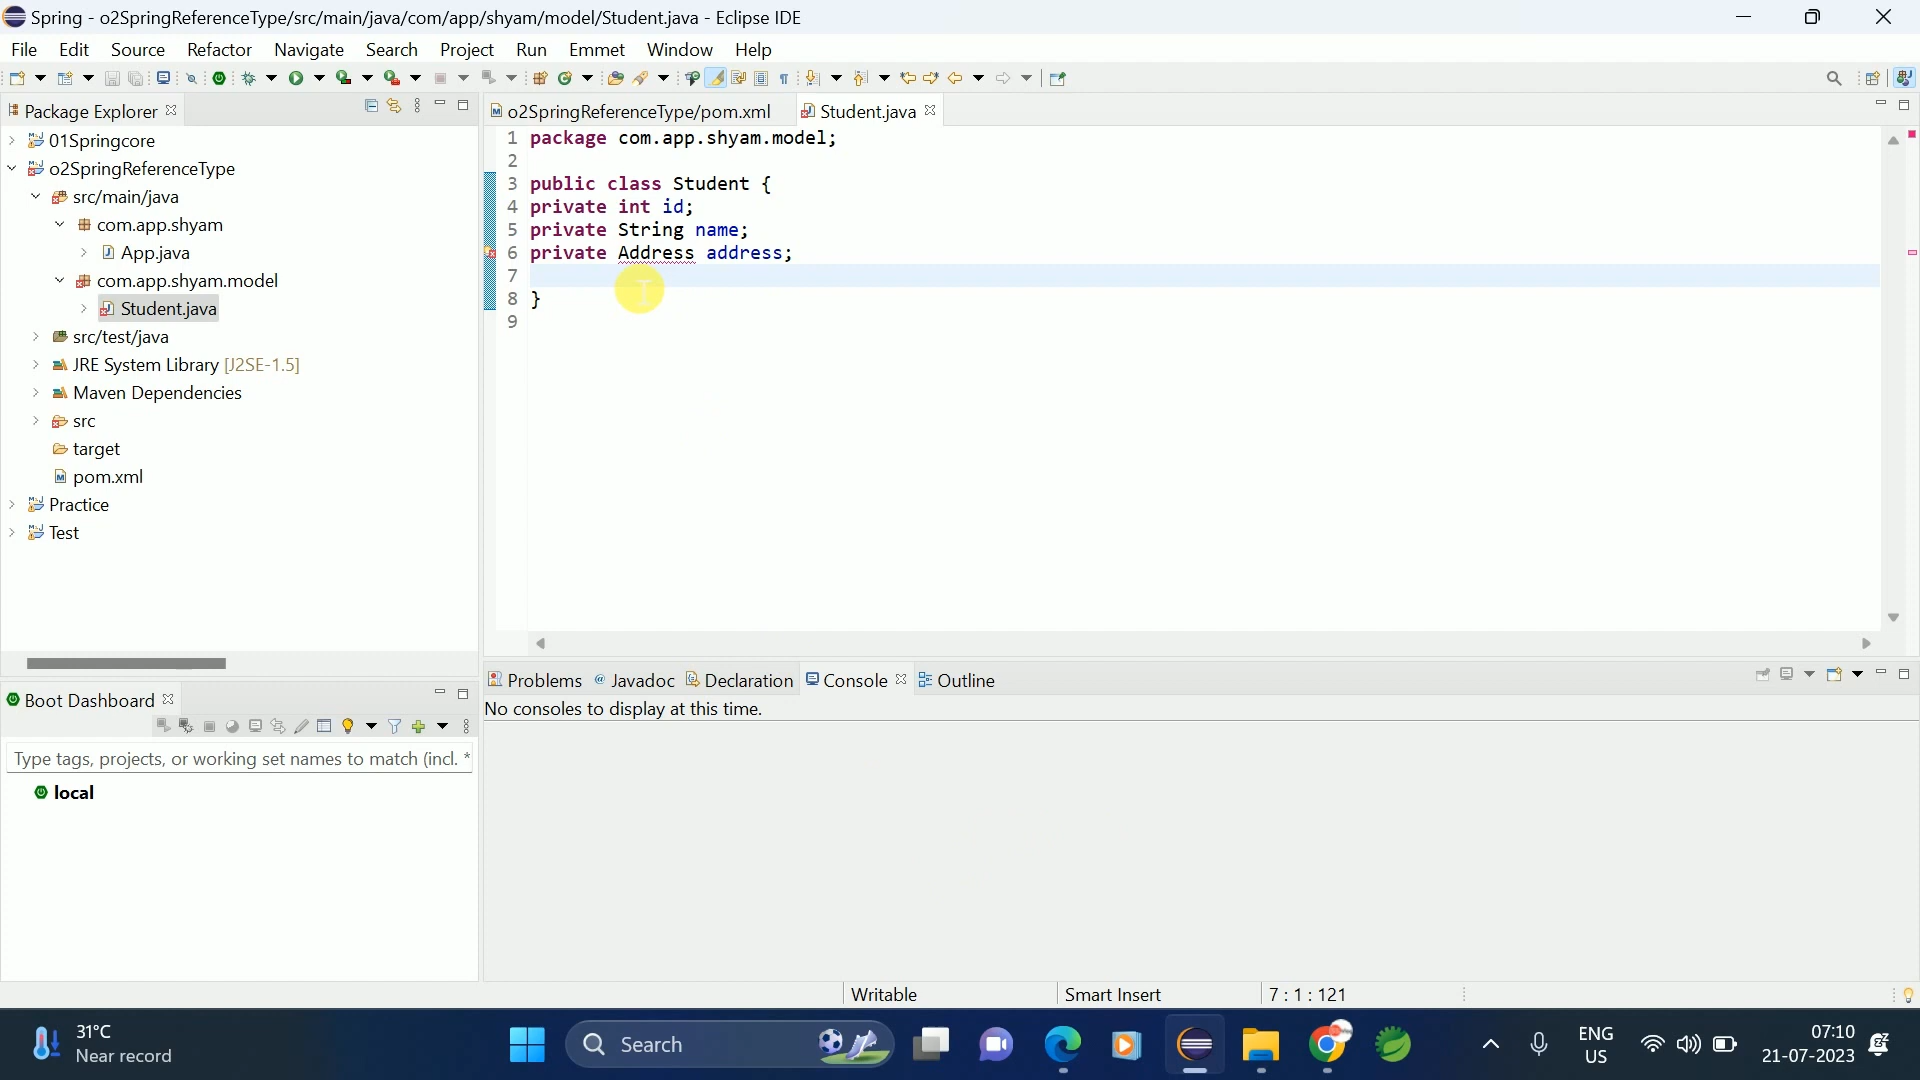 Spring - o2SpringReferenceType/src/main/java/com/app/shyam/model/Student.java - Eclipse IDE
File Edit Source Refactor Navigate Search Project Run Emmet Window Help
Package Explorer
01Springcore
o2SpringReferenceType
src/main/java
com.app.shyam
App.java
com.app.shyam.model
Student.java
src/test/java
JRE System Library [J2SE-1.5]
Maven Dependencies
src
target
pom.xml
Practice
Test
o2SpringReferenceType/pom.xml Student.java
1 package com.app.shyam.model;
2
3 public class Student {
4 private int id;
5 private String name;
6 private Address address;
7
8 }
9
Boot Dashboard
Type tags, projects, or working set names to match (incl. *
local
Problems Javadoc Declaration Console Outline
No consoles to display at this time.
Writable Smart Insert 7 : 1 : 121
31°C
Near record
Search
ENG
US
07:10
21-07-2023